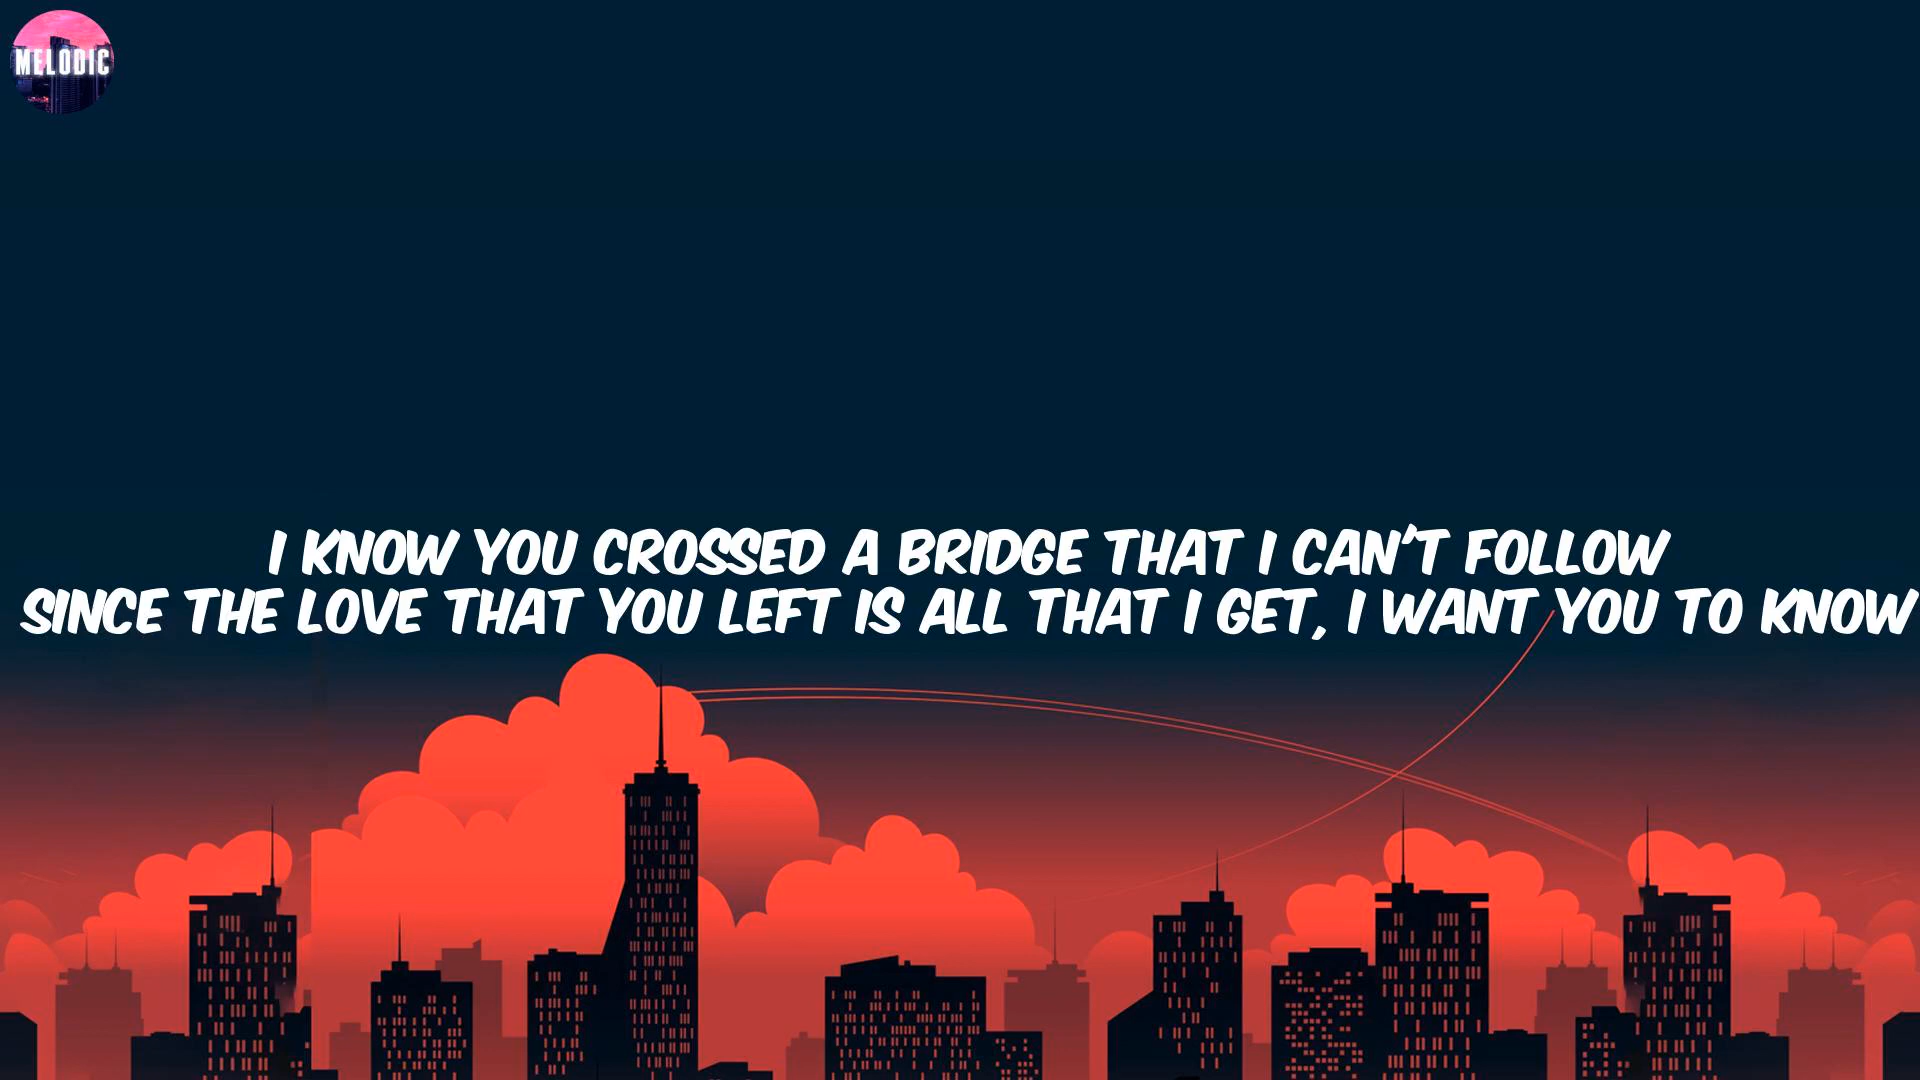 MELODIC
I KNOW YOU CROSSED A BRIDGE THAT I CAN'T FOLLOW
SINCE THE LOVE THAT YOU LEFT IS ALL THAT I GET, I WANT YOU TO KNOW